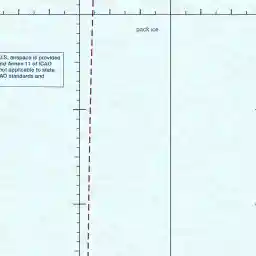 pack ice
U.S. airspace is provided
and Annex 11 of ICAO
not applicable to state
AO standards and